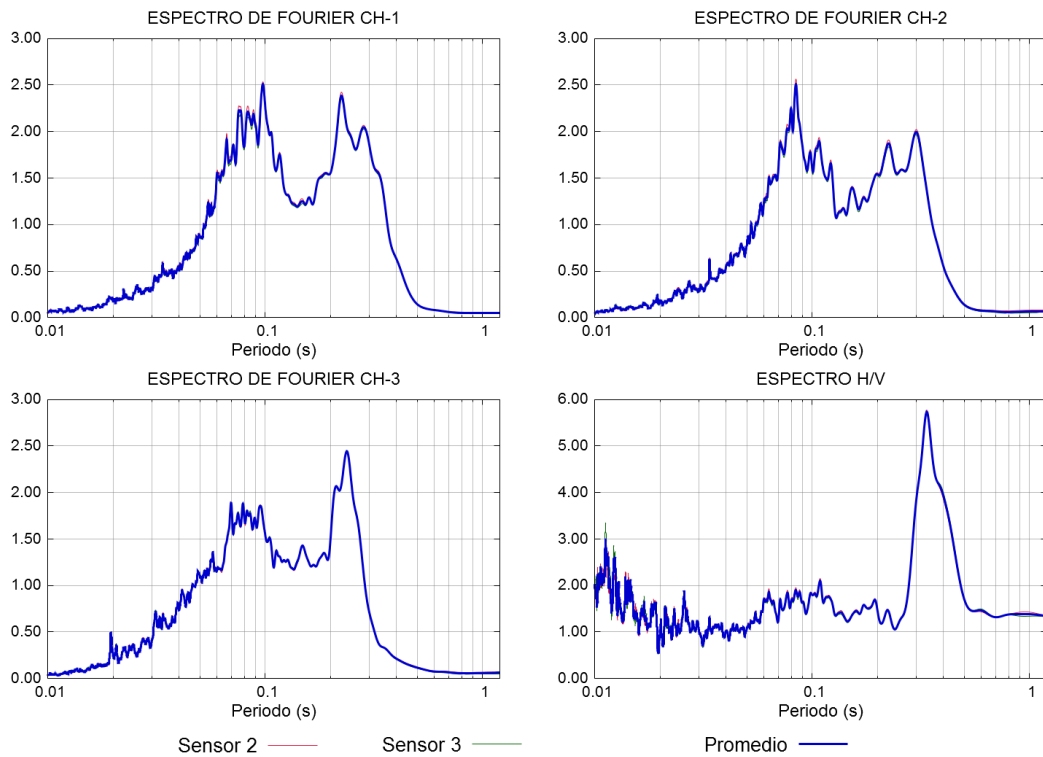 ESPECTRO DE FOURIER CH-1
3.00
2.50
2.00
1.50
1.00
0.50
0.00
0.01 0.1 1
Periodo (s)
ESPECTRO DE FOURIER CH-2
3.00
2.50
2.00
1.50
1.00
0.50
0.00
0.01 0.1 1
Periodo (s)
ESPECTRO DE FOURIER CH-3
3.00
2.50
2.00
1.50
1.00
0.50
0.00
0.01 0.1 1
Periodo (s)
ESPECTRO H/V
6.00
5.00
4.00
3.00
2.00
1.00
0.00
0.01 0.1 1
Periodo (s)
Sensor 2 Sensor 3 Promedio